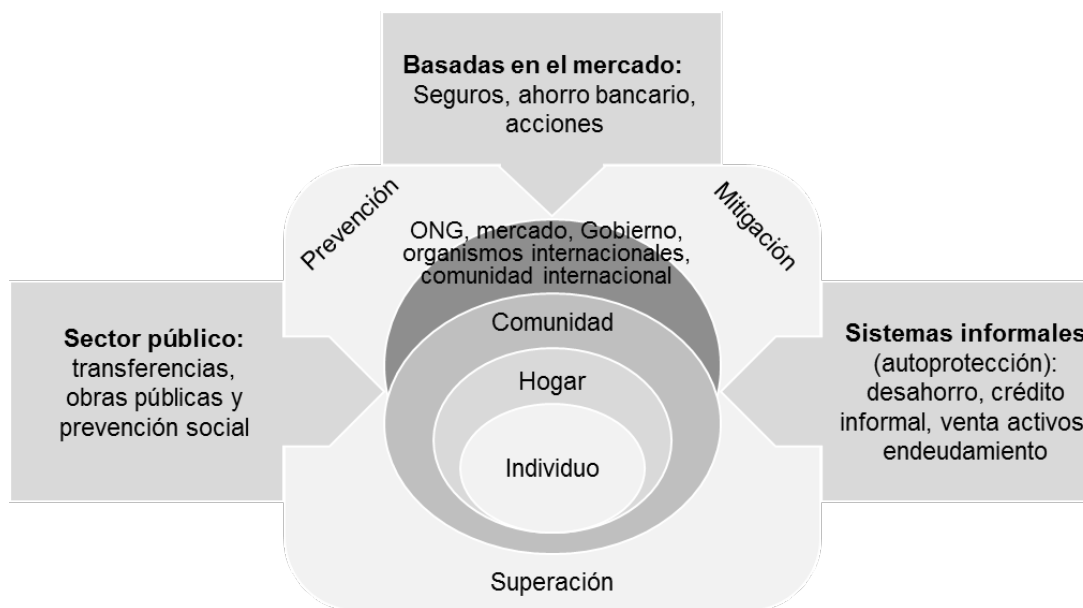 Basadas en el mercado:
Seguros, ahorro bancario,
acciones
Prevención
Mitigación
ONG, mercado, Gobierno,
organismos internacionales,
comunidad internacional
Sector público:
transferencias,
obras públicas y
prevención social
Comunidad
Hogar
Individuo
Sistemas informales
(autoprotección):
desahorro, crédito
informal, venta activos
endeudamiento
Superación